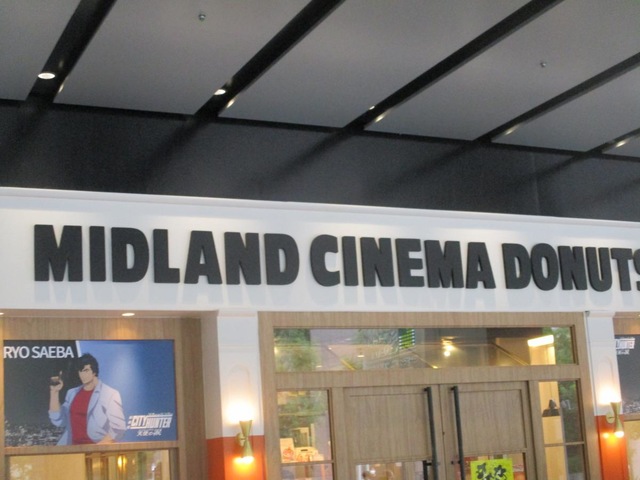 MIDLAND CINEMA DONUTS
RYO SAEBA
CITY HUNTER